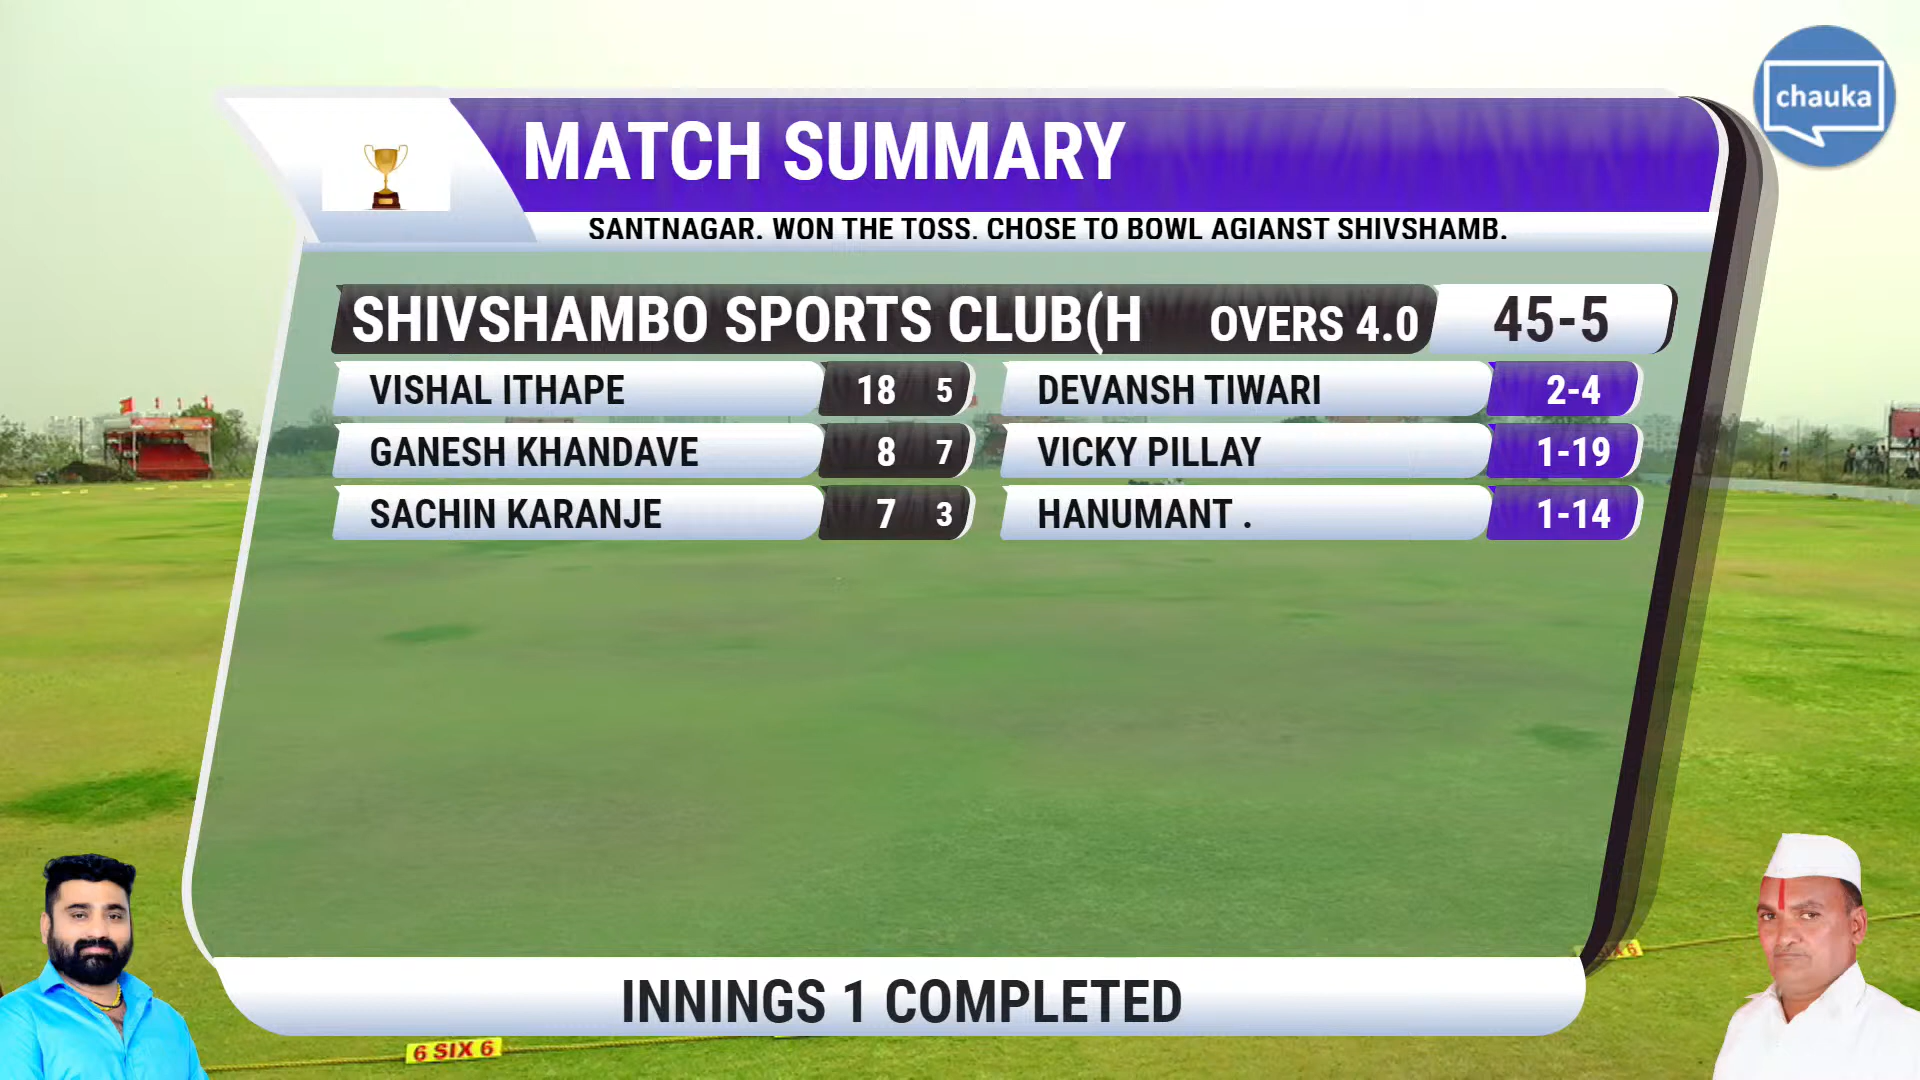 chauka
MATCH SUMMARY
SANTNAGAR. WON THE TOSS. CHOSE TO BOWL AGIANST SHIVSHAMB.
SHIVSHAMBO SPORTS CLUB(H OVERS 4.0 45-5
VISHAL ITHAPE 18 5 DEVANSH TIWARI 2-4
GANESH KHANDAVE 8 7 VICKY PILLAY 1-19
SACHIN KARANJE 7 3 HANUMANT . 1-14
INNINGS 1 COMPLETED
6 SIX 6